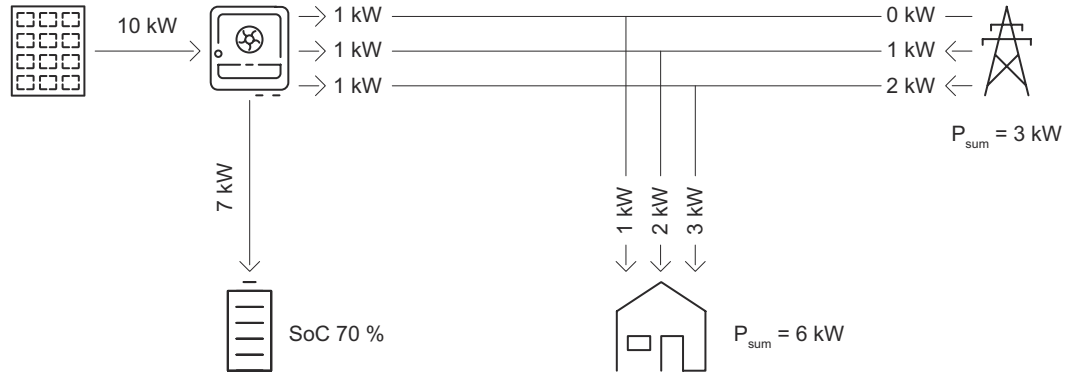 10 kW
1 kW
1 kW
1 kW
0 kW
1 kW
2 kW
P_sum = 3 kW
7 kW
1 kW
2 kW
3 kW
SoC 70 %
P_sum = 6 kW